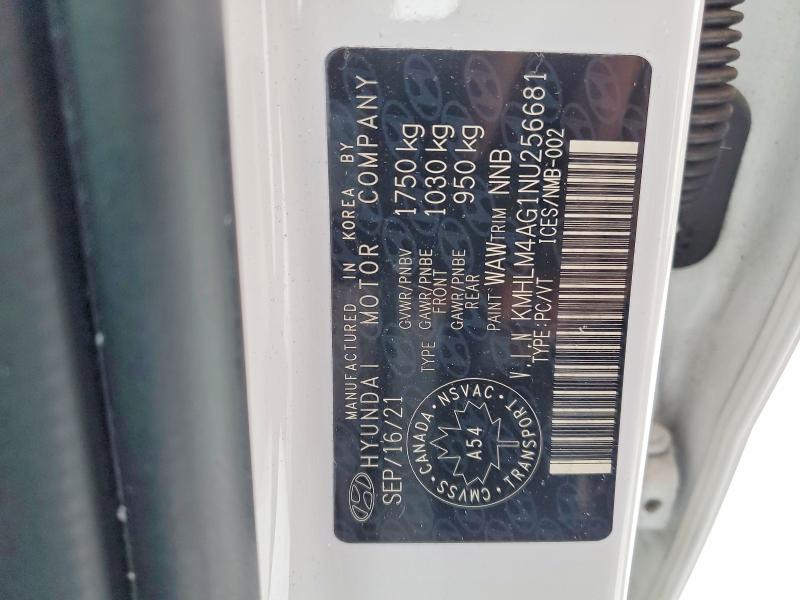 MANUFACTURED IN KOREA BY
HYUNDAI MOTOR COMPANY
SEP/16/21
GVWR/PNBV 1750 kg
TYPE GAWR/PNBE FRONT 1030 kg
GAWR/PNBE REAR 950 kg
PAINT WAW/TRIM NNB
V.I.N KMHLM4AG1NU256681
TYPE:PC/VT ICES/NMB-002
CANADA · NSVAC · TRANSPORT · CMVSS ·
A54